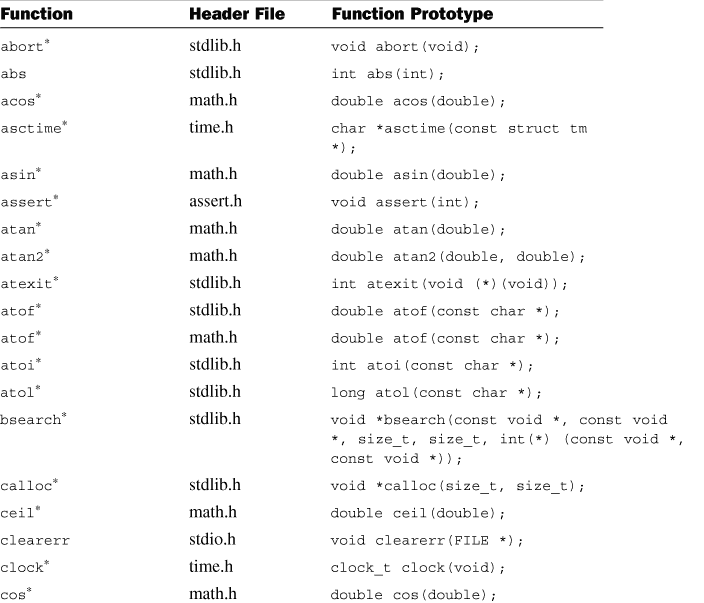 Function Header File Function Prototype
abort* stdlib.h void abort(void);
abs stdlib.h int abs(int);
acos* math.h double acos(double);
asctime* time.h char *asctime(const struct tm
*);
asin* math.h double asin(double);
assert* assert.h void assert(int);
atan* math.h double atan(double);
atan2* math.h double atan2(double, double);
atexit* stdlib.h int atexit(void (*)(void));
atof* stdlib.h double atof(const char *);
atof* math.h double atof(const char *);
atoi* stdlib.h int atoi(const char *);
atol* stdlib.h long atol(const char *);
bsearch* stdlib.h void *bsearch(const void *, const void
*, size_t, size_t, int(*) (const void *,
const void *));
calloc* stdlib.h void *calloc(size_t, size_t);
ceil* math.h double ceil(double);
clearerr stdio.h void clearerr(FILE *);
clock* time.h clock_t clock(void);
cos* math.h double cos(double);